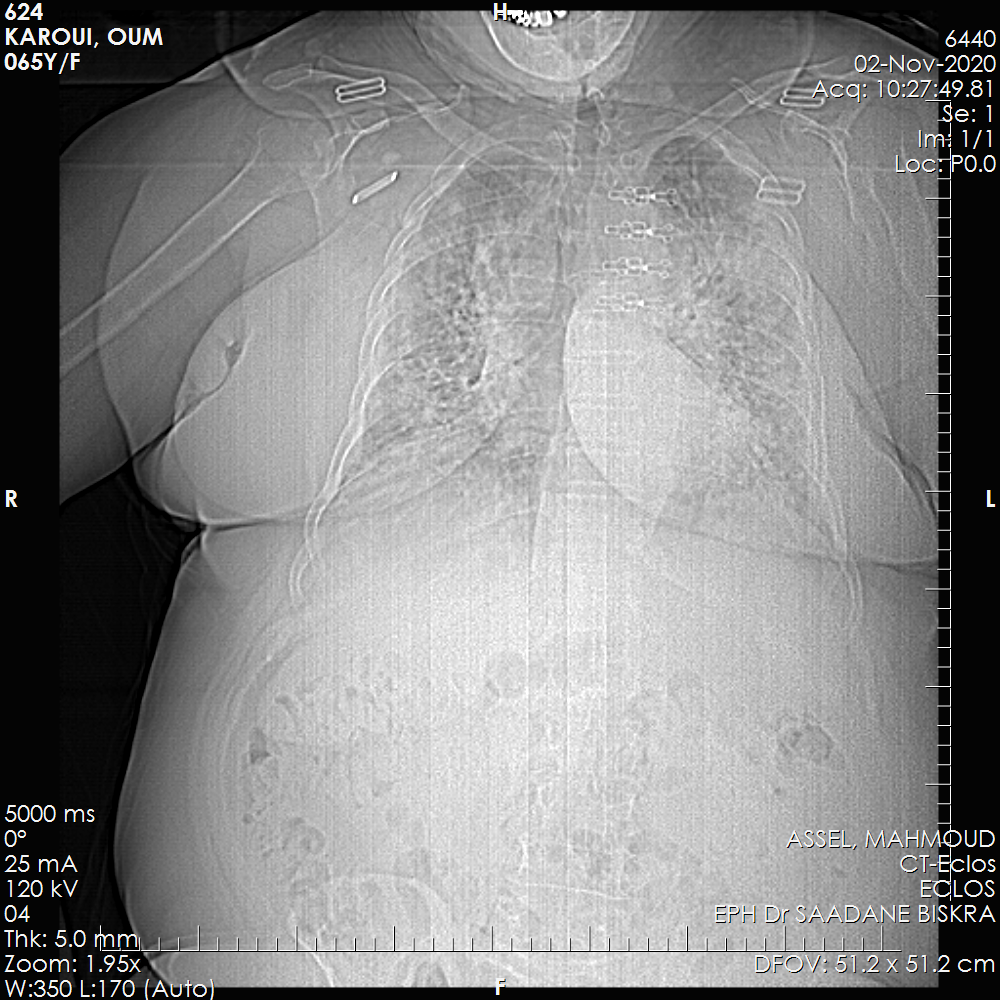 624
KAROUI, OUM
065Y/F
H
6440
02-Nov-2020
Acq: 10:27:49.81
Se: 1
Im: 1/1
Loc: P0.0
R
L
5000 ms
0°
25 mA
120 kV
04
Thk: 5.0 mm
Zoom: 1.95x
W:350 L:170 (Auto)
F
ASSEL, MAHMOUD
CT-Eclos
ECLOS
EPH Dr SAADANE BISKRA
DFOV: 51.2 x 51.2 cm